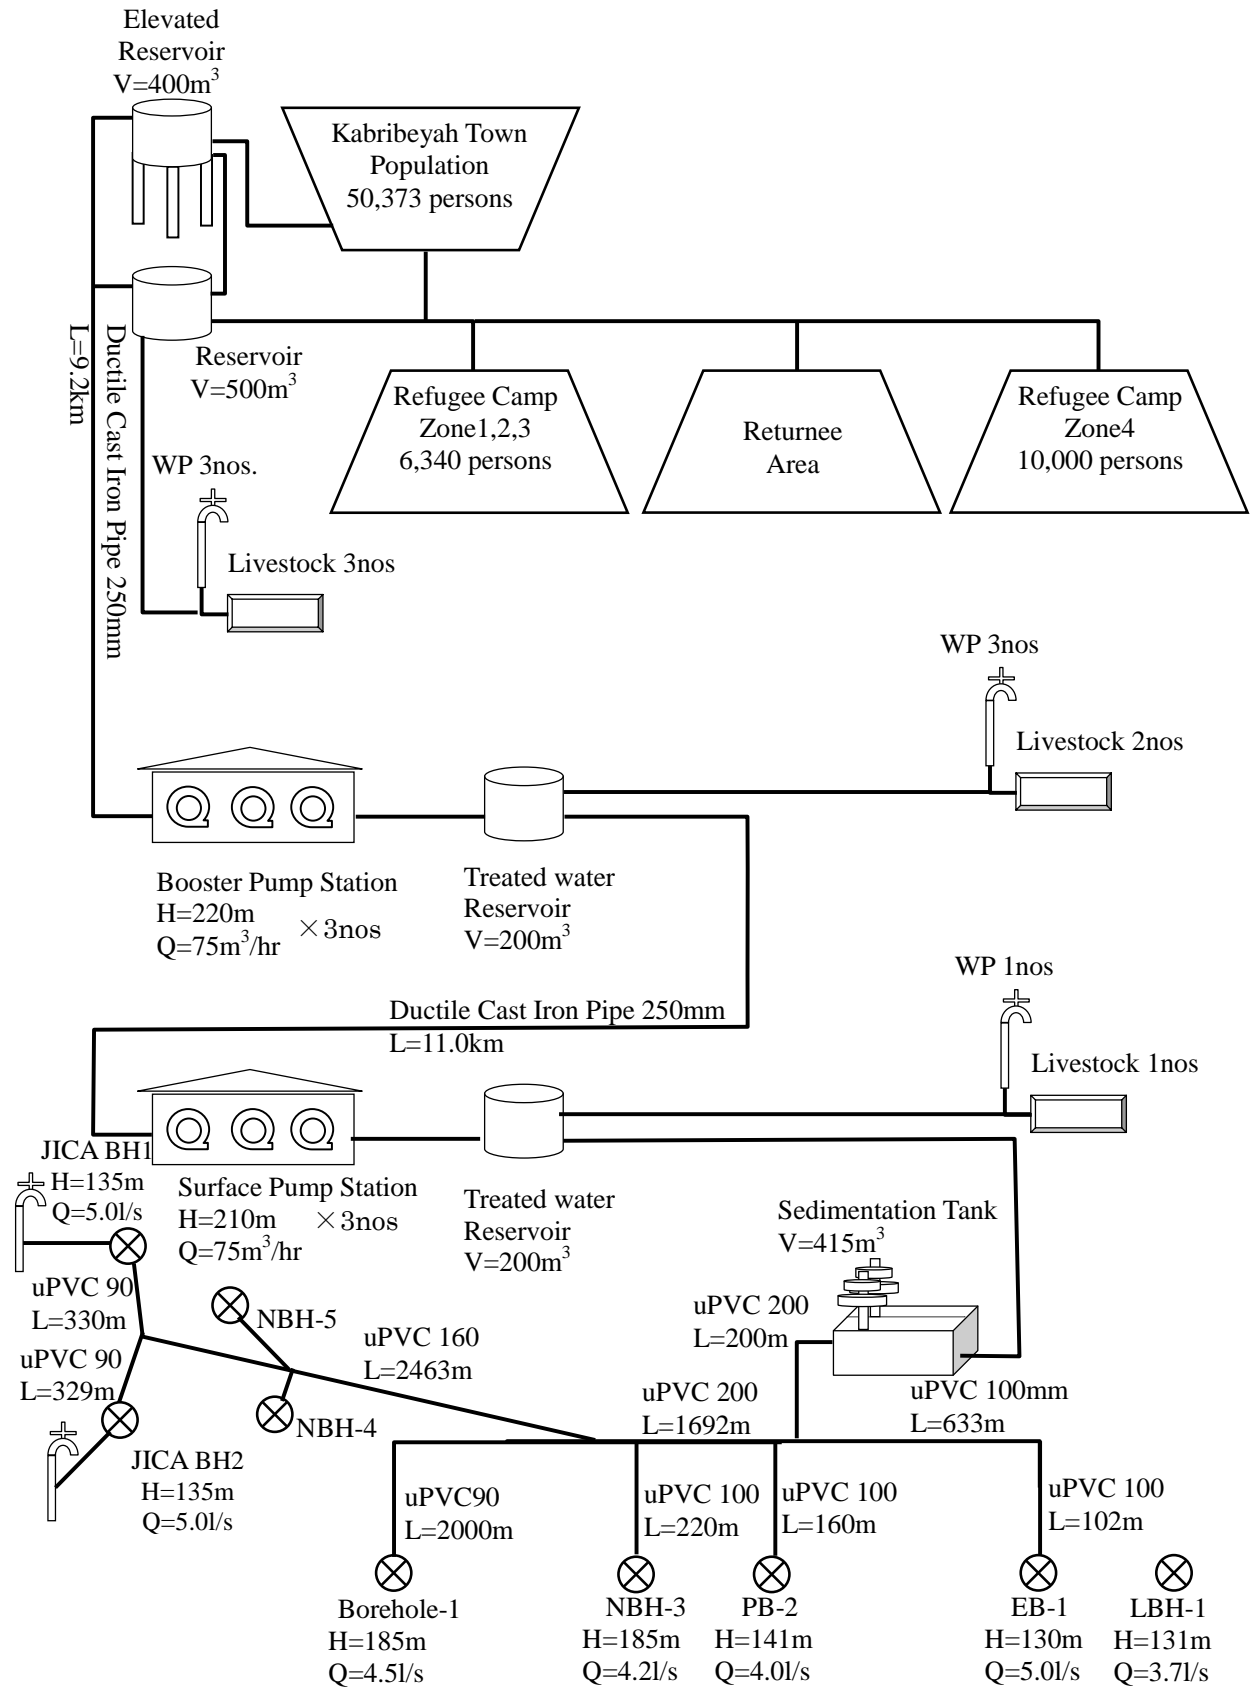 Elevated
Reservoir
V=400m³
Kabribeyah Town
Population
50,373 persons
Ductile Cast Iron Pipe 250mm
L=9.2km
Reservoir
V=500m³
Refugee Camp
Zone1,2,3
6,340 persons
Returnee
Area
Refugee Camp
Zone4
10,000 persons
WP 3nos.
Livestock 3nos
WP 3nos
Livestock 2nos
Booster Pump Station
H=220m
×3nos
Q=75m³/hr
Treated water
Reservoir
V=200m³
WP 1nos
Livestock 1nos
Ductile Cast Iron Pipe 250mm
L=11.0km
JICA BH1
H=135m
Q=5.0l/s
Surface Pump Station
H=210m
×3nos
Q=75m³/hr
Treated water
Reservoir
V=200m³
Sedimentation Tank
V=415m³
uPVC 90
L=330m
NBH-5
uPVC 90
L=329m
uPVC 160
L=2463m
NBH-4
uPVC 200
L=200m
uPVC 200
L=1692m
uPVC 100mm
L=633m
JICA BH2
H=135m
Q=5.0l/s
uPVC90
L=2000m
uPVC 100
L=220m
uPVC 100
L=160m
uPVC 100
L=102m
Borehole-1
H=185m
Q=4.5l/s
NBH-3
H=185m
Q=4.2l/s
PB-2
H=141m
Q=4.0l/s
EB-1
H=130m
Q=5.0l/s
LBH-1
H=131m
Q=3.7l/s